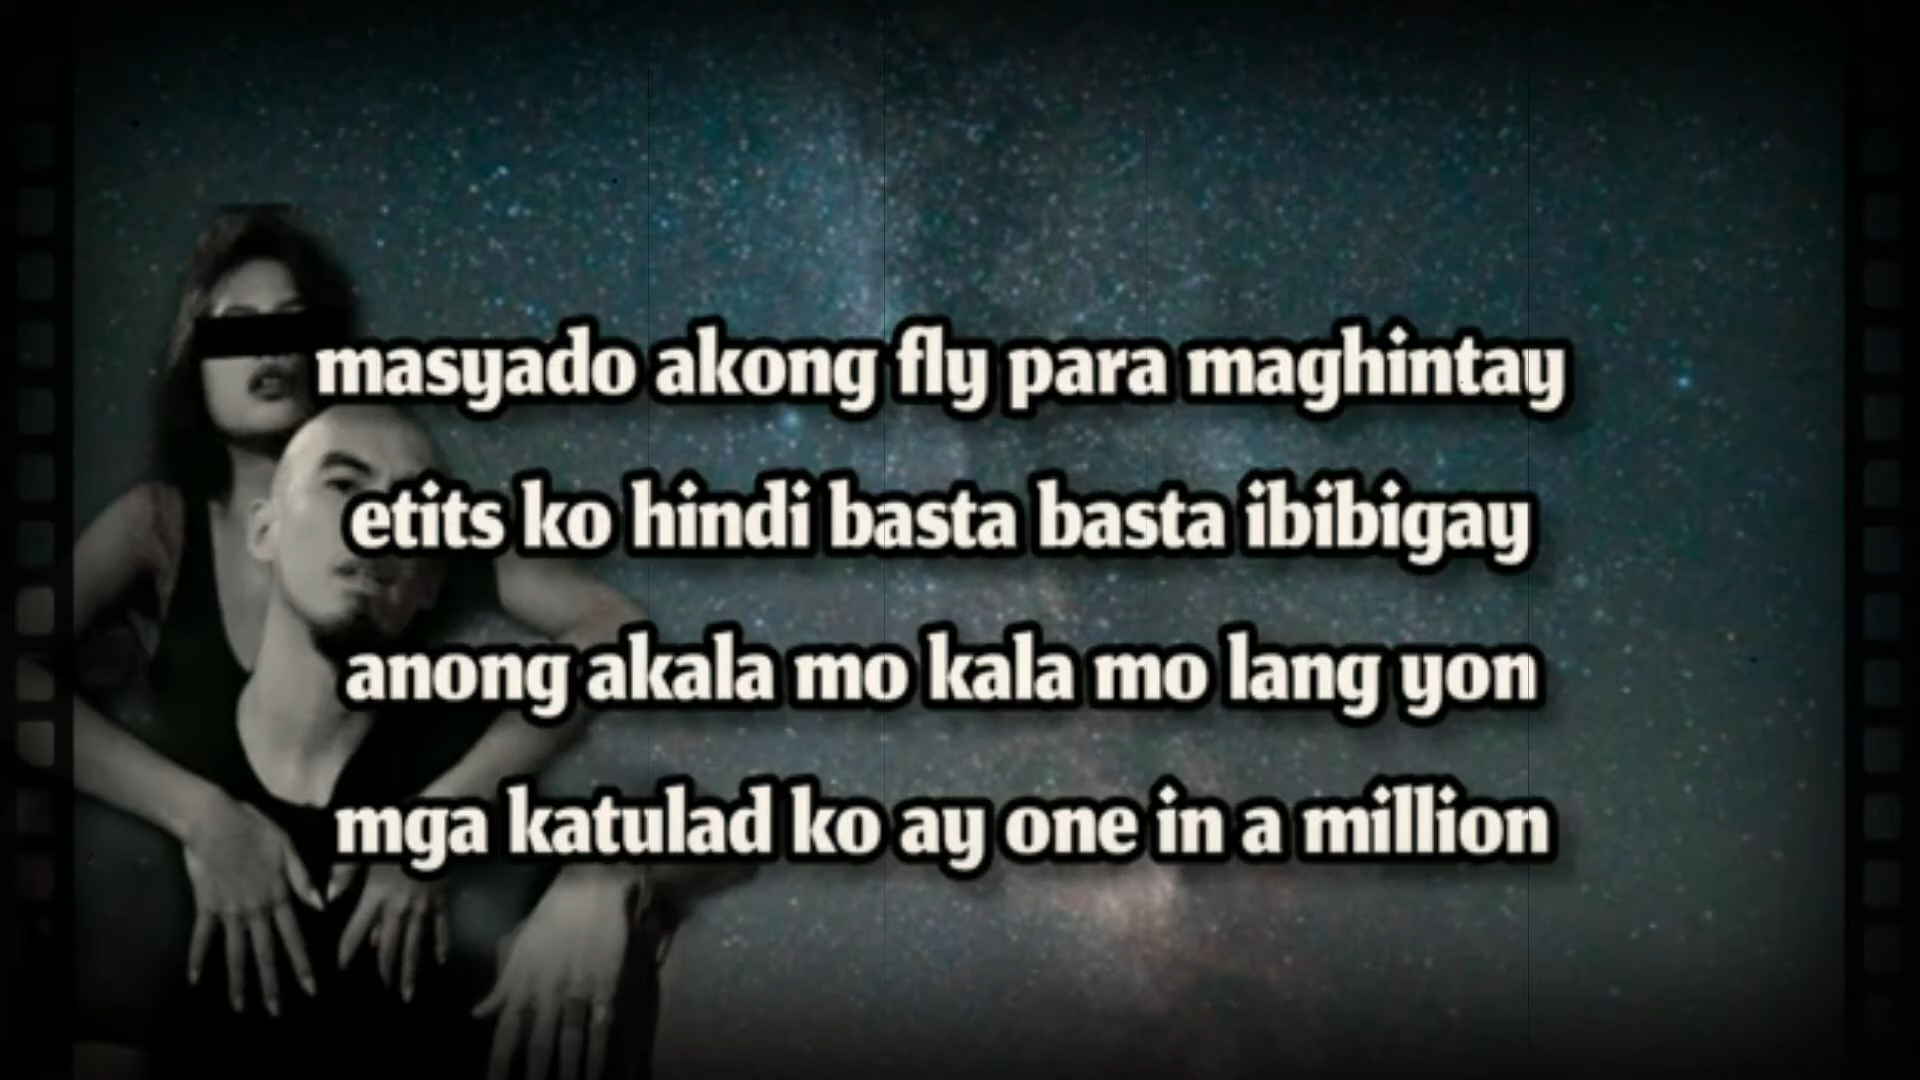 masyado akong fly para maghintay
etits ko hindi basta basta ibibigay
anong akala mo kala mo lang yon
mga katulad ko ay one in a million